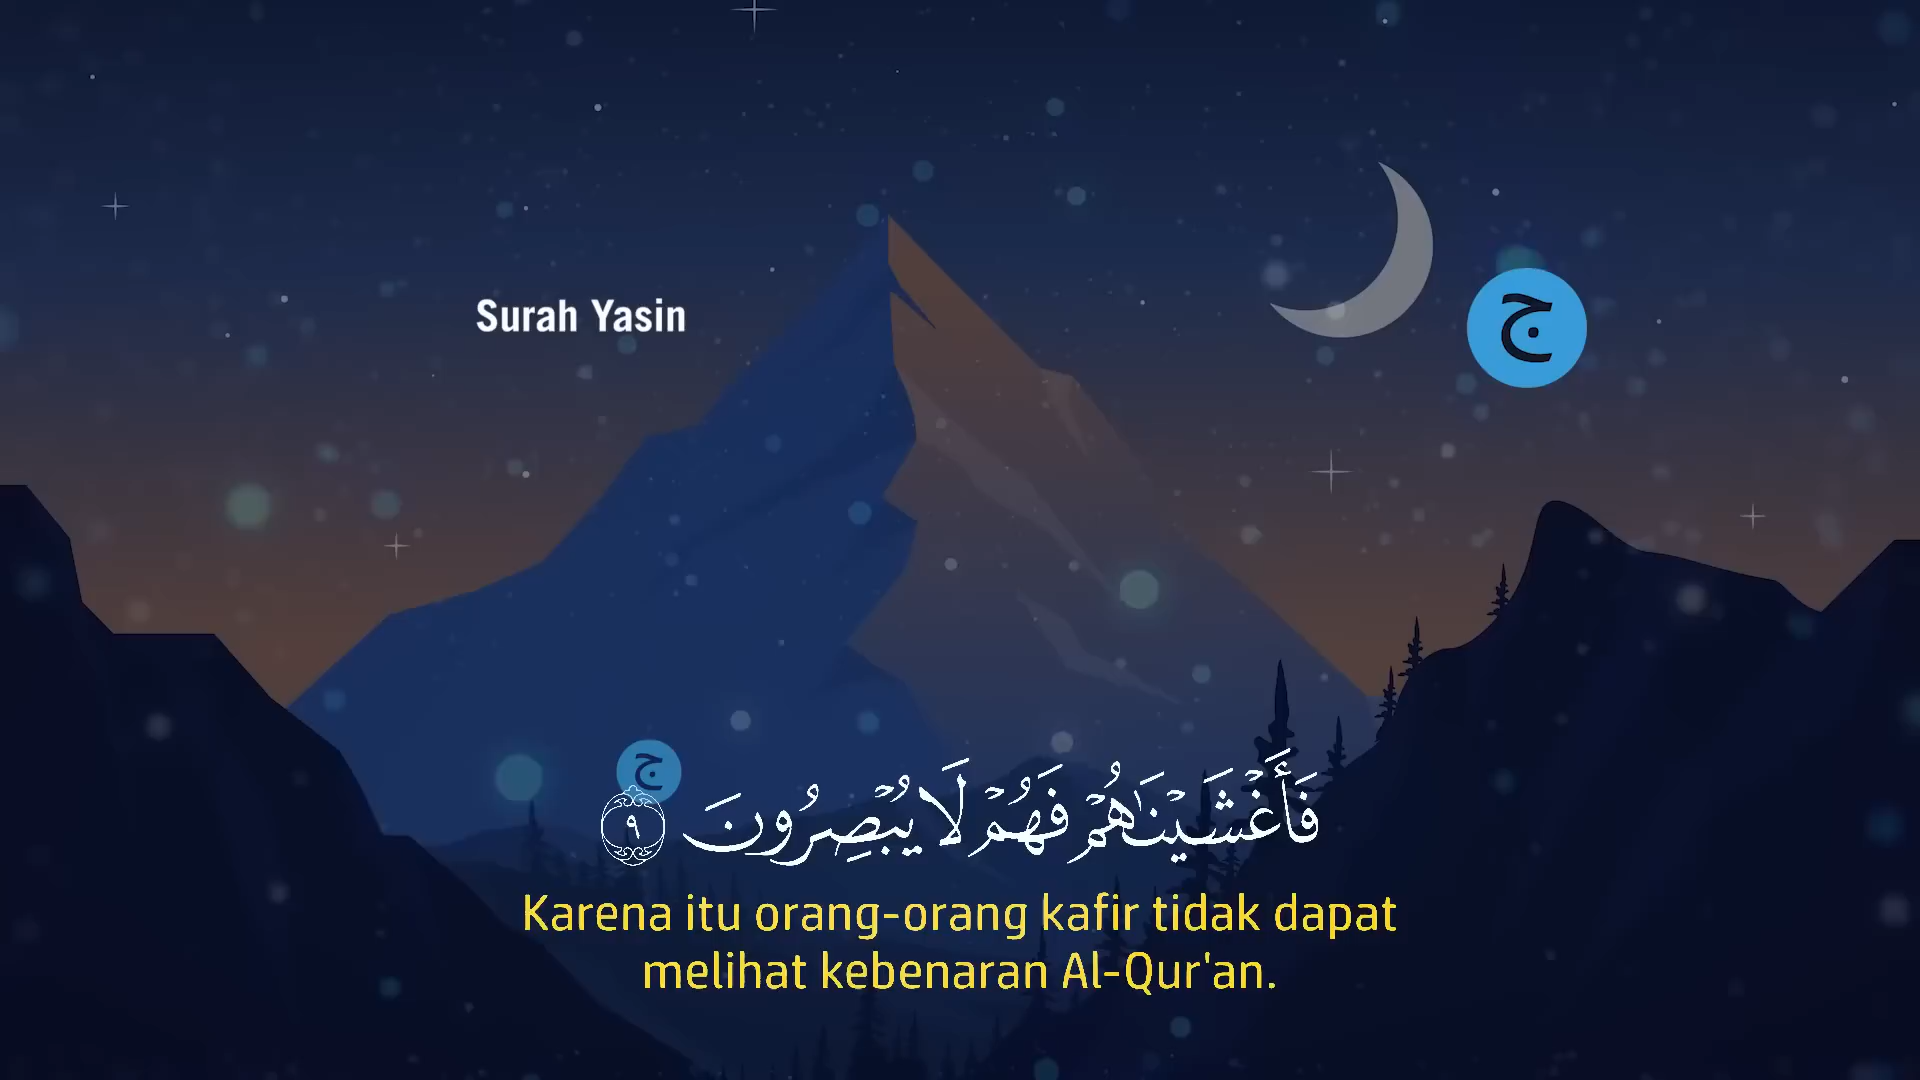 Surah Yasin
ج
ج
فَأَغْشَيْنَاهُمْ فَهُمْ لَا يُبْصِرُونَ ٩
Karena itu orang-orang kafir tidak dapat
melihat kebenaran Al-Qur'an.